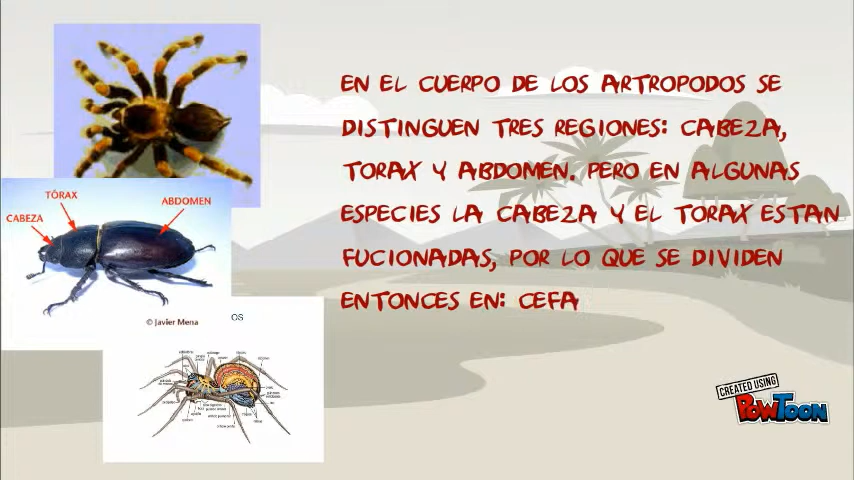 EN EL CUERPO DE LOS ARTROPODOS SE
DISTINGUEN TRES REGIONES: CABEZA,
TORAX Y ABDOMEN. PERO EN ALGUNAS
ESPECIES LA CABEZA Y EL TORAX ESTAN
FUCIONADAS, POR LO QUE SE DIVIDEN
ENTONCES EN: CEFA
TÓRAX
ABDOMEN
CABEZA
© Javier Mena
OS
CREATED USING
POWTOON